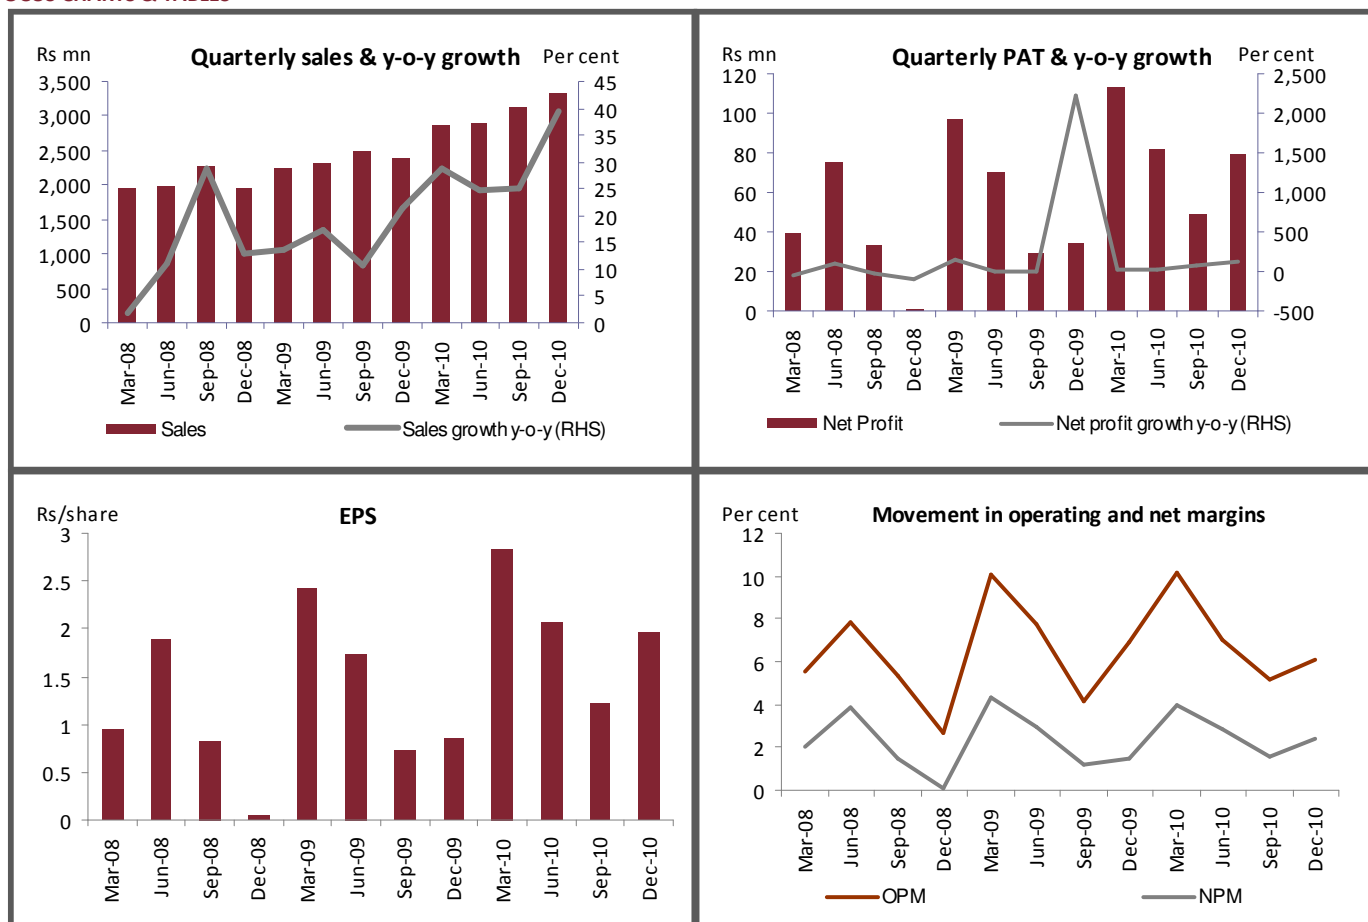 Rs mn Quarterly sales & y-o-y growth Per cent
3,500
3,000
2,500
2,000
1,500
1,000
500
0
45
40
35
30
25
20
15
10
5
0
Mar-08
Jun-08
Sep-08
Dec-08
Mar-09
Jun-09
Sep-09
Dec-09
Mar-10
Jun-10
Sep-10
Dec-10
Sales Sales growth y-o-y (RHS)
Rs mn Quarterly PAT & y-o-y growth Per cent
120
100
80
60
40
20
0
2,500
2,000
1,500
1,000
500
0
-500
Mar-08
Jun-08
Sep-08
Dec-08
Mar-09
Jun-09
Sep-09
Dec-09
Mar-10
Jun-10
Sep-10
Dec-10
Net Profit Net profit growth y-o-y (RHS)
Rs/share EPS
3
2.5
2
1.5
1
0.5
0
Mar-08
Jun-08
Sep-08
Dec-08
Mar-09
Jun-09
Sep-09
Dec-09
Mar-10
Jun-10
Sep-10
Dec-10
Per cent Movement in operating and net margins
12
10
8
6
4
2
0
Mar-08
Jun-08
Sep-08
Dec-08
Mar-09
Jun-09
Sep-09
Dec-09
Mar-10
Jun-10
Sep-10
Dec-10
OPM NPM